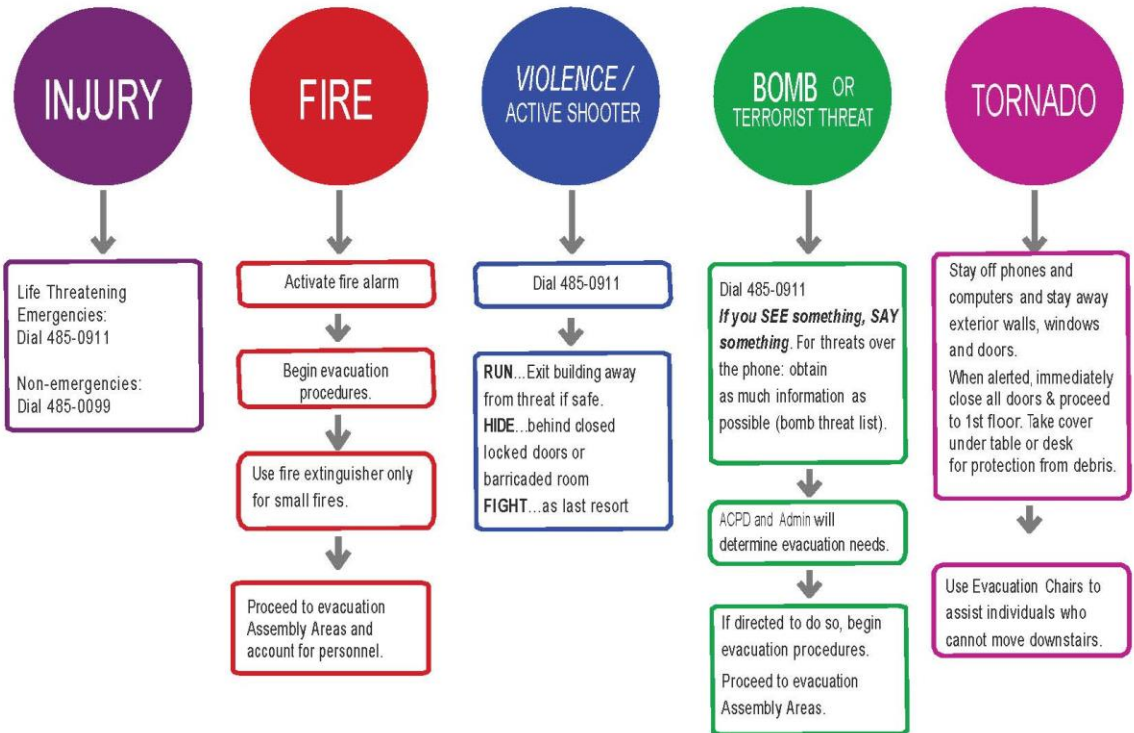 INJURY
Life Threatening
Emergencies:
Dial 485-0911
Non-emergencies:
Dial 485-0099
FIRE
Activate fire alarm
Begin evacuation
procedures.
Use fire extinguisher only
for small fires.
Proceed to evacuation
Assembly Areas and
account for personnel.
VIOLENCE /
ACTIVE SHOOTER
Dial 485-0911
RUN...Exit building away
from threat if safe.
HIDE...behind closed
locked doors or
barricaded room
FIGHT...as last resort
BOMB OR
TERRORIST THREAT
Dial 485-0911
If you SEE something, SAY
something. For threats over
the phone: obtain
as much information as
possible (bomb threat list).
ACPD and Admin will
determine evacuation needs.
If directed to do so, begin
evacuation procedures.
Proceed to evacuation
Assembly Areas.
TORNADO
Stay off phones and
computers and stay away
exterior walls, windows
and doors.
When alerted, immediately
close all doors & proceed
to 1st floor. Take cover
under table or desk
for protection from debris.
Use Evacuation Chairs to
assist individuals who
cannot move downstairs.